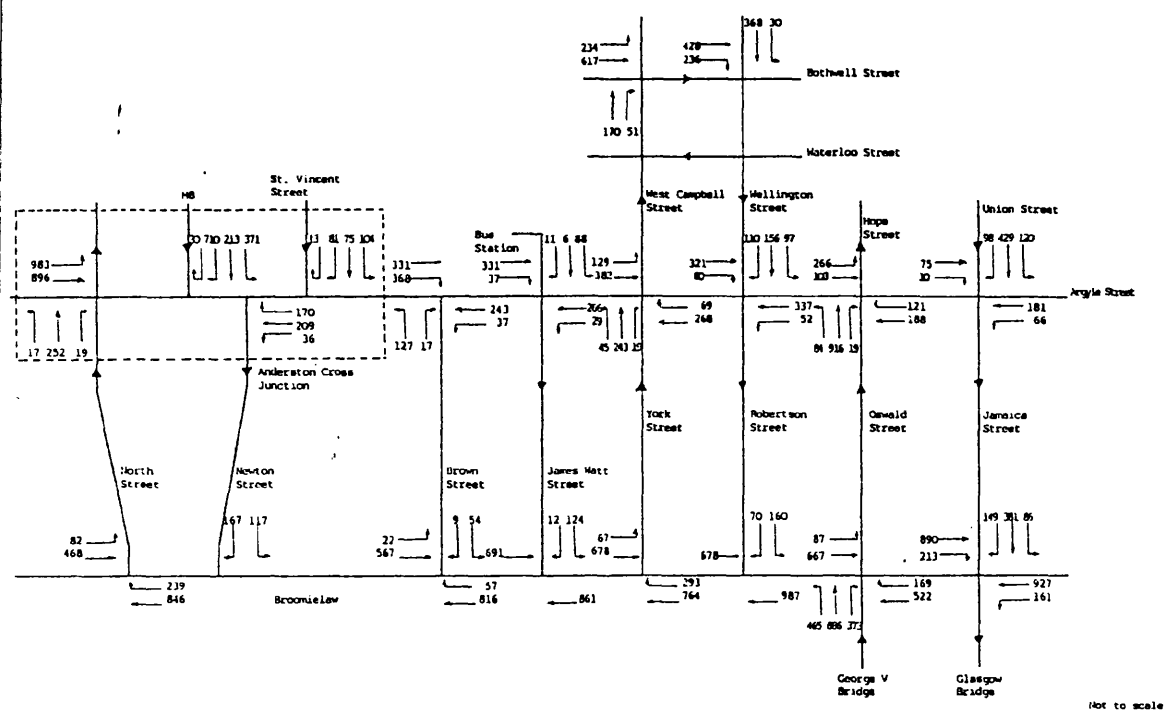 368 30
234
617
428
236
Bothwell Street
170 51
Waterloo Street
St. Vincent
Street
M8
West Campbell
Street
Wellington
Street
Hope
Street
Union Street
Bus
Station
710 213 371
13 81 75 104
11 6 88
110 156 97
98 429 120
983
896
331
368
331
37
129
382
321
80
266
103
75
10
Argyle Street
170
209
36
243
37
266
29
69
268
337
52
121
188
181
66
17 252 19
127 17
45 243 19
84 916 19
Anderston Cross
Junction
North
Street
Newton
Street
Brown
Street
James Watt
Street
York
Street
Robertson
Street
Oswald
Street
Jamaica
Street
167 117
9 54
12 124
70 160
149 381 86
82
468
22
567
691
67
678
678
87
667
890
213
239
846
Broomielaw
57
816
861
293
764
987
169
522
927
161
465 886 373
George V
Bridge
Glasgow
Bridge
Not to scale